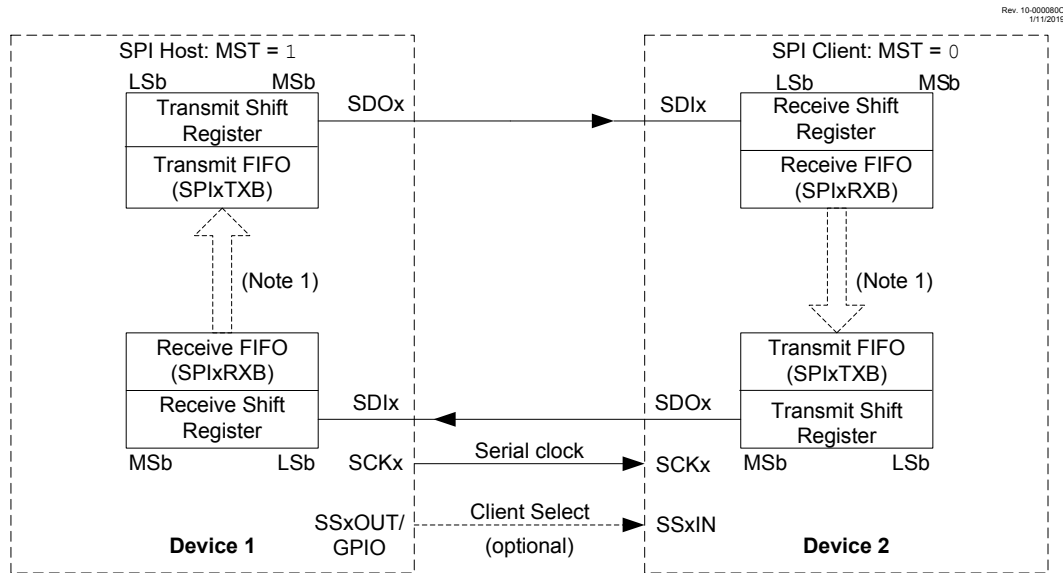 Rev. 10-000080C
1/11/2019
SPI Host: MST = 1
LSb MSb
Transmit Shift
Register
Transmit FIFO
(SPIxTXB)
(Note 1)
Receive FIFO
(SPIxRXB)
Receive Shift
Register
MSb LSb
SDOx
SDIx
SCKx
SSxOUT/
GPIO
Device 1
Serial clock
Client Select
(optional)
SPI Client: MST = 0
LSb MSb
SDIx
Receive Shift
Register
Receive FIFO
(SPIxRXB)
(Note 1)
Transmit FIFO
(SPIxTXB)
Transmit Shift
Register
MSb LSb
SDOx
SCKx
SSxIN
Device 2